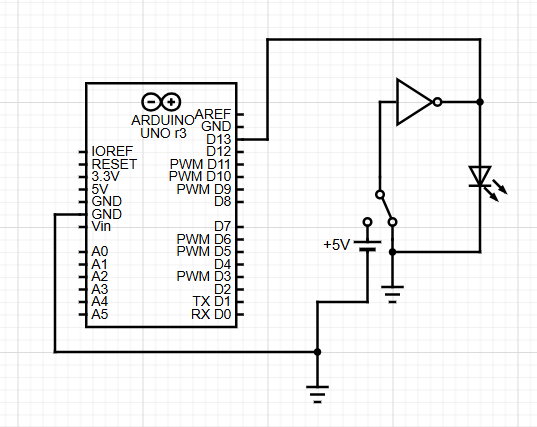 ARDUINO
UNO r3
AREF
GND
D13
D12
PWM D11
PWM D10
PWM D9
D8
D7
PWM D6
PWM D5
D4
PWM D3
D2
TX D1
RX D0
IOREF
RESET
3.3V
5V
GND
GND
Vin
A0
A1
A2
A3
A4
A5
+5V